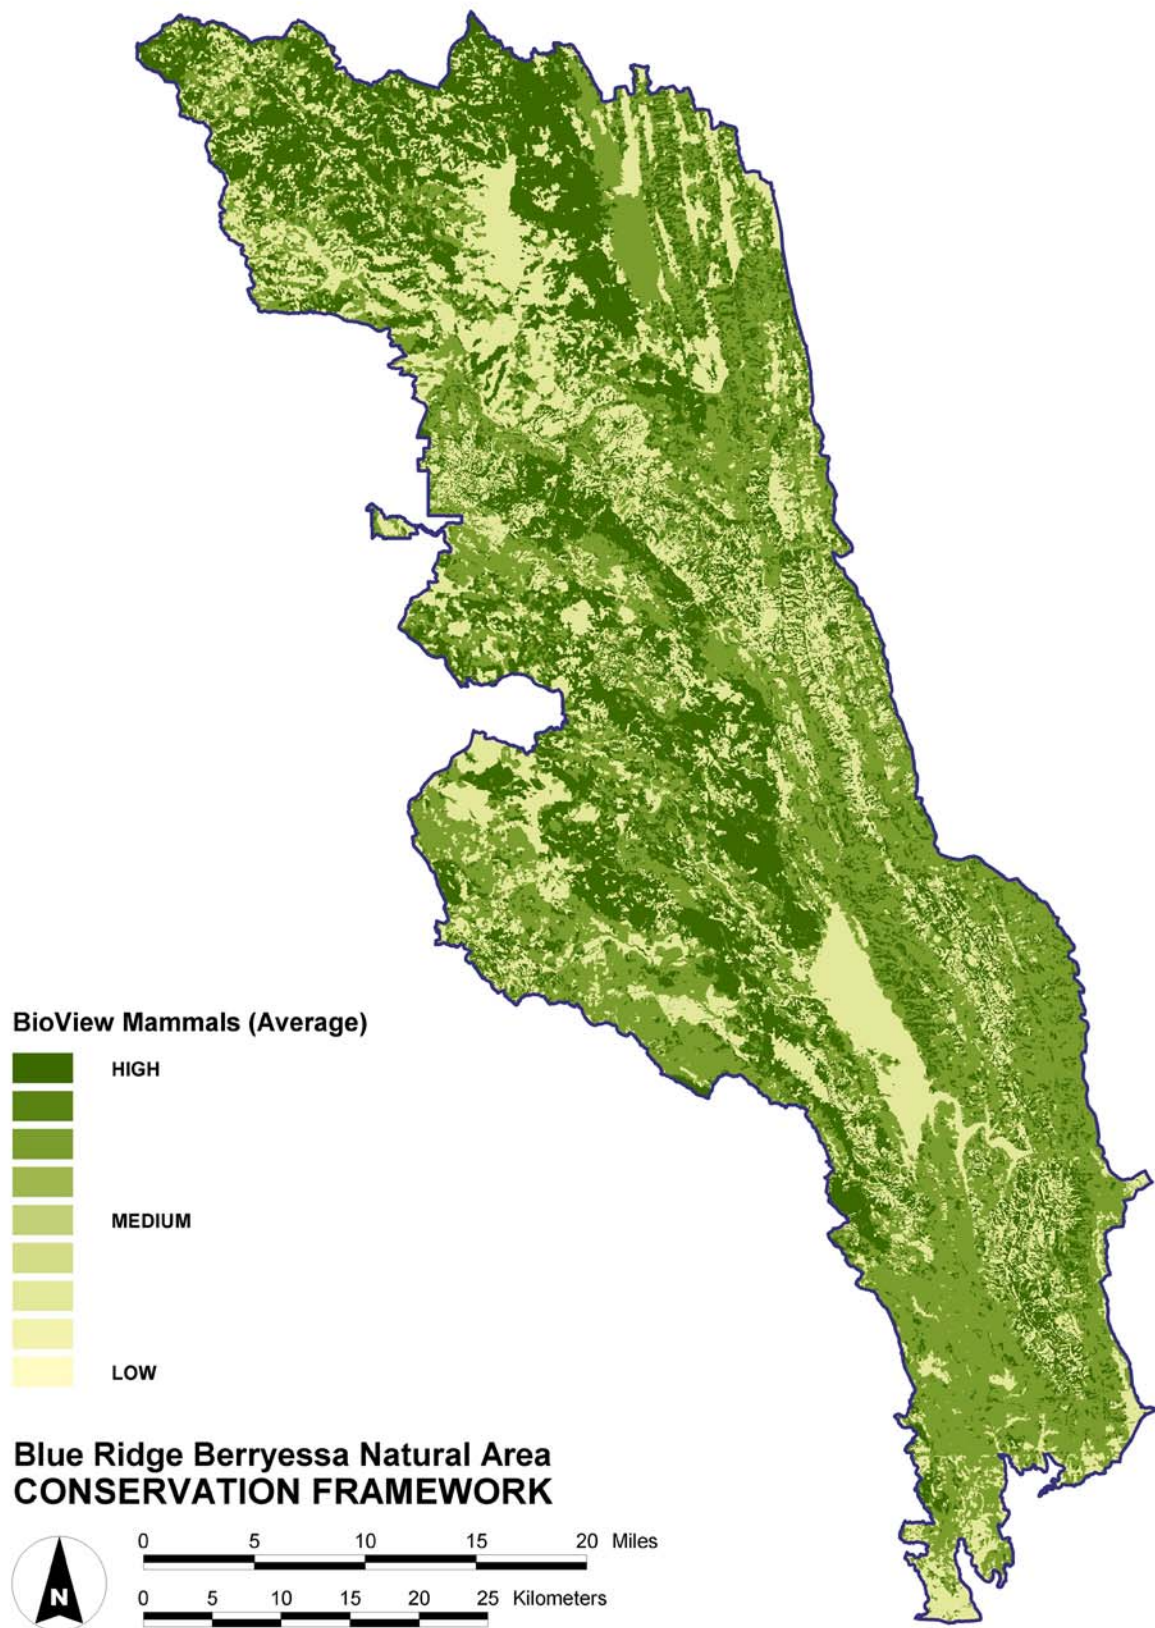 BioView Mammals (Average)
HIGH
MEDIUM
LOW
Blue Ridge Berryessa Natural Area
CONSERVATION FRAMEWORK
0 5 10 15 20 Miles
N
0 5 10 15 20 25 Kilometers